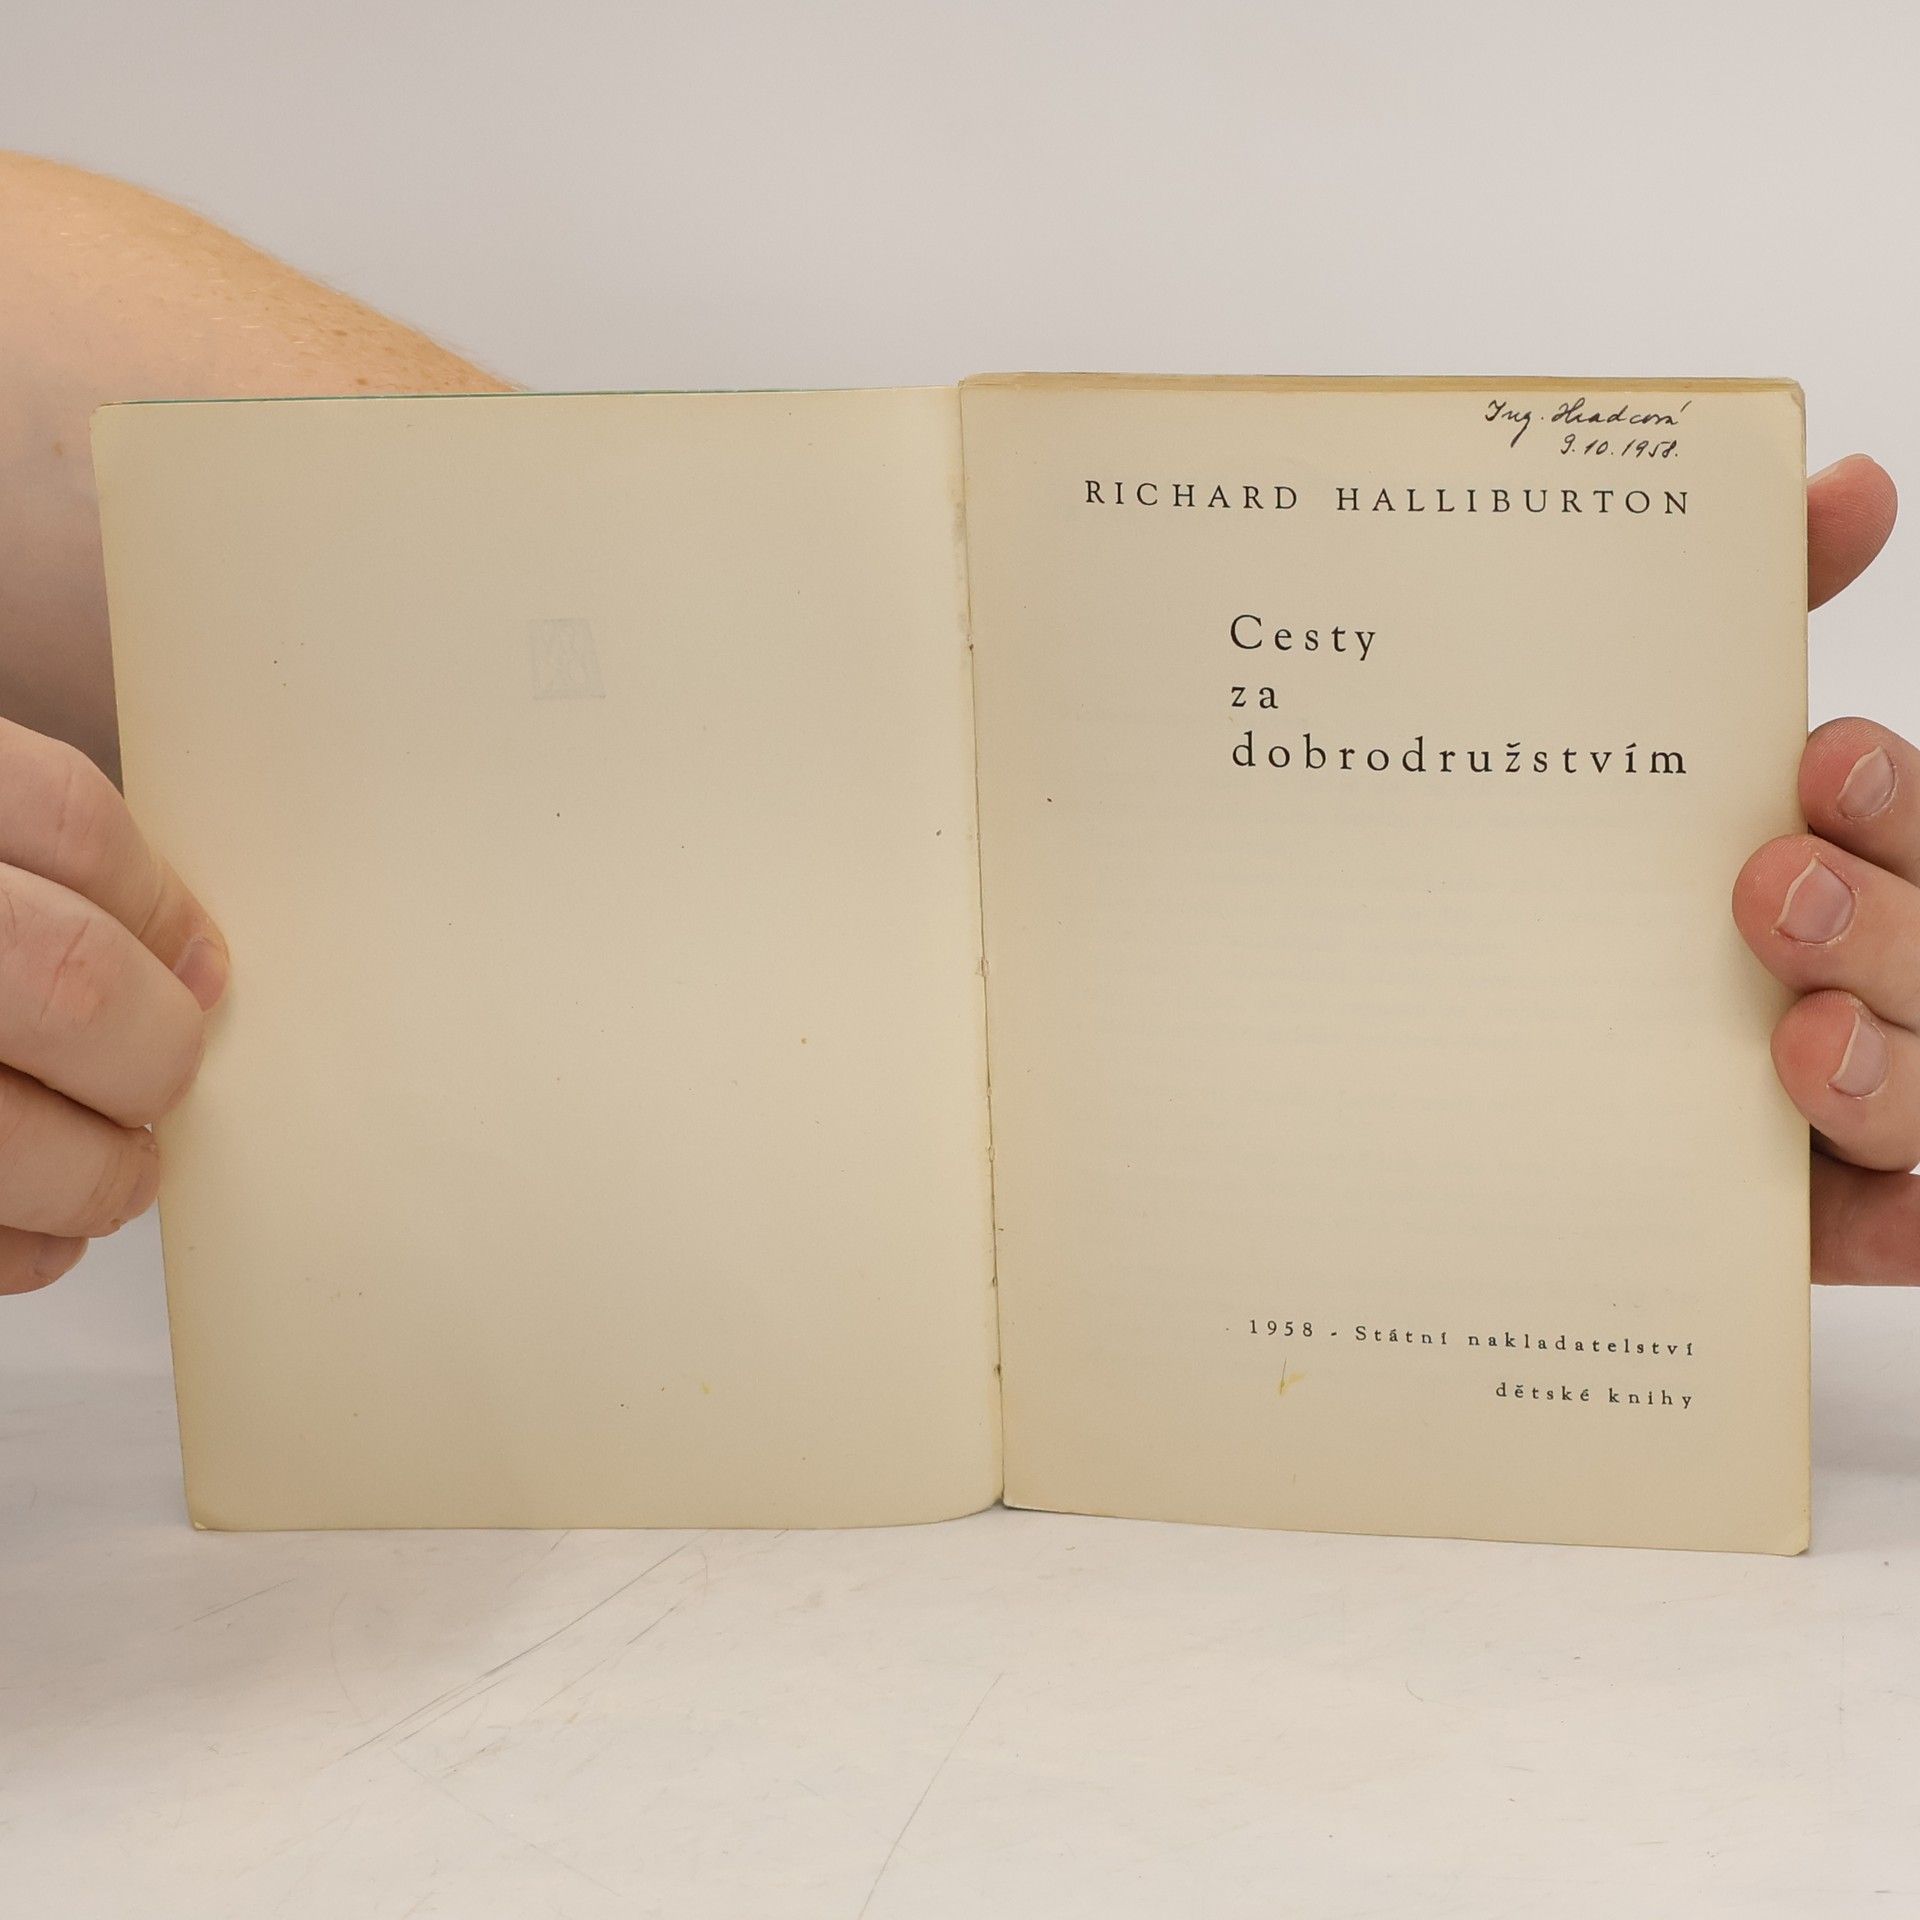 Ing. Hradcová
9.10.1958.
RICHARD HALLIBURTON
Cesty
za
dobrodružstvím
1958 - Státní nakladatelství
dětské knihy